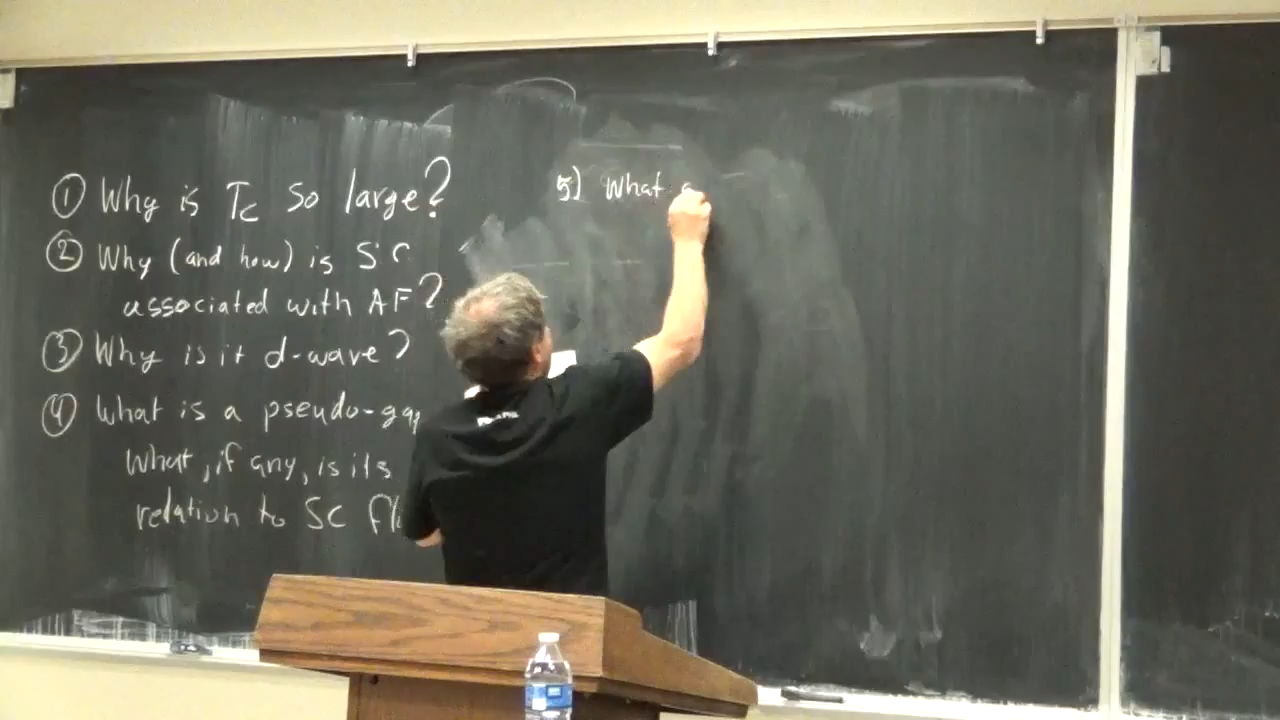 ① Why is Tc so large?
② Why (and how) is SC
associated with AF?
③ Why is it d-wave?
④ What is a pseudo-gap
What, if any, is its
relation to SC
5) What